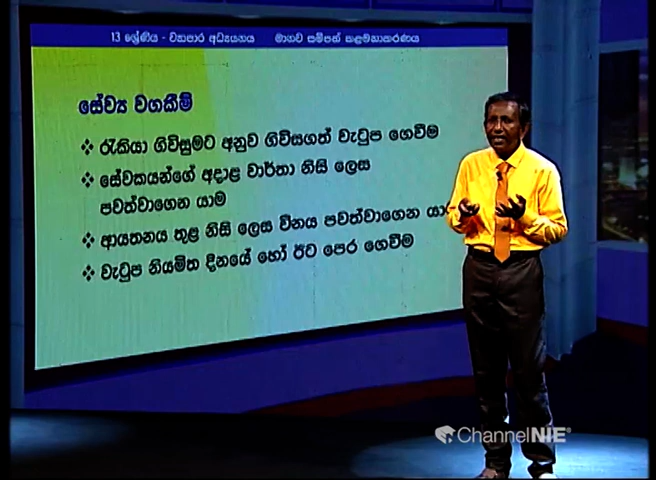 13 ශ්‍රේණිය - ව්‍යාපාර අධ්‍යයනය මානව සම්පත් කළමනාකරණය
සේව්‍ය වගකීම්
❖ රැකියා ගිවිසුමට අනුව ගිවිසගත් වැටුප ගෙවීම
❖ සේවකයන්ගේ අදාළ වාර්තා නිසි ලෙස
පවත්වාගෙන යාම
❖ ආයතනය තුළ නිසි ලෙස විනය පවත්වාගෙන යා
❖ වැටුප නියමිත දිනයේ හෝ ඊට පෙර ගෙවීම
ChannelNIE